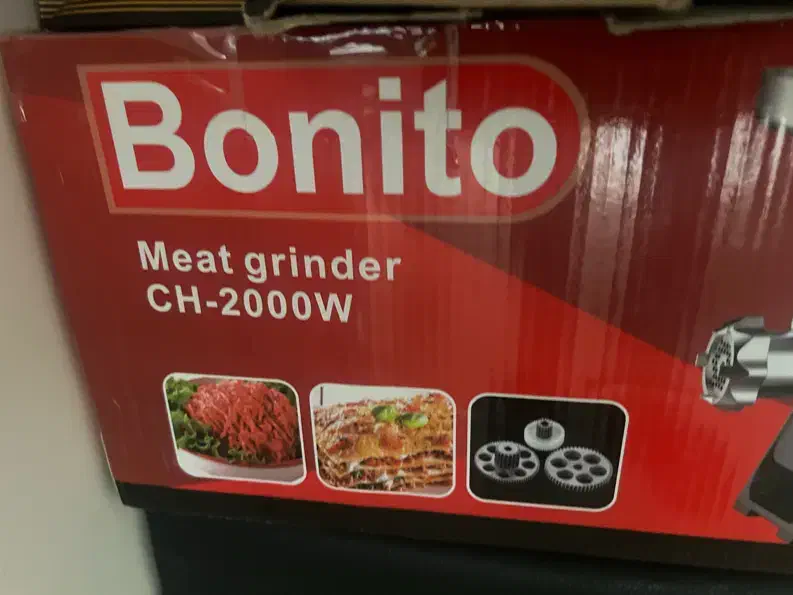 Bonito
Meat grinder
CH-2000W